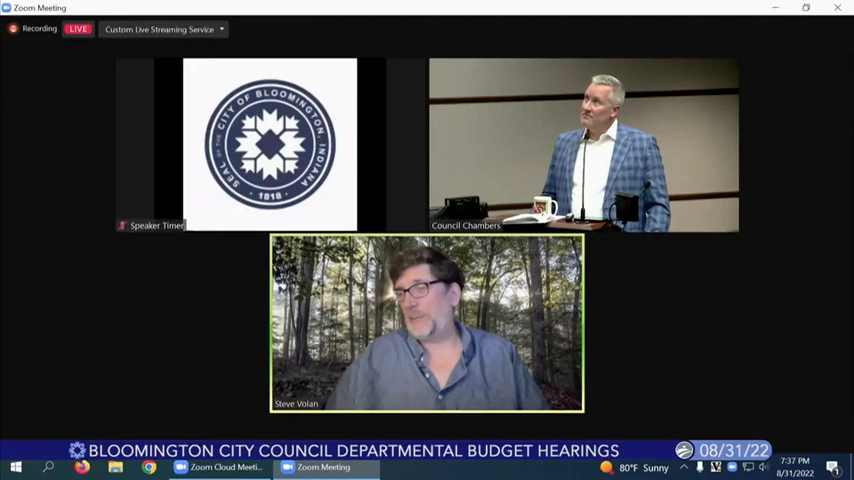 Zoom Meeting
Recording
LIVE
Custom Live Streaming Service
SEAL OF THE CITY OF BLOOMINGTON, INDIANA
1818
Speaker Timer
Council Chambers
Steve Volan
BLOOMINGTON CITY COUNCIL DEPARTMENTAL BUDGET HEARINGS
08/31/22
Zoom Cloud Meeti...
Zoom Meeting
80°F Sunny
7:37 PM
8/31/2022